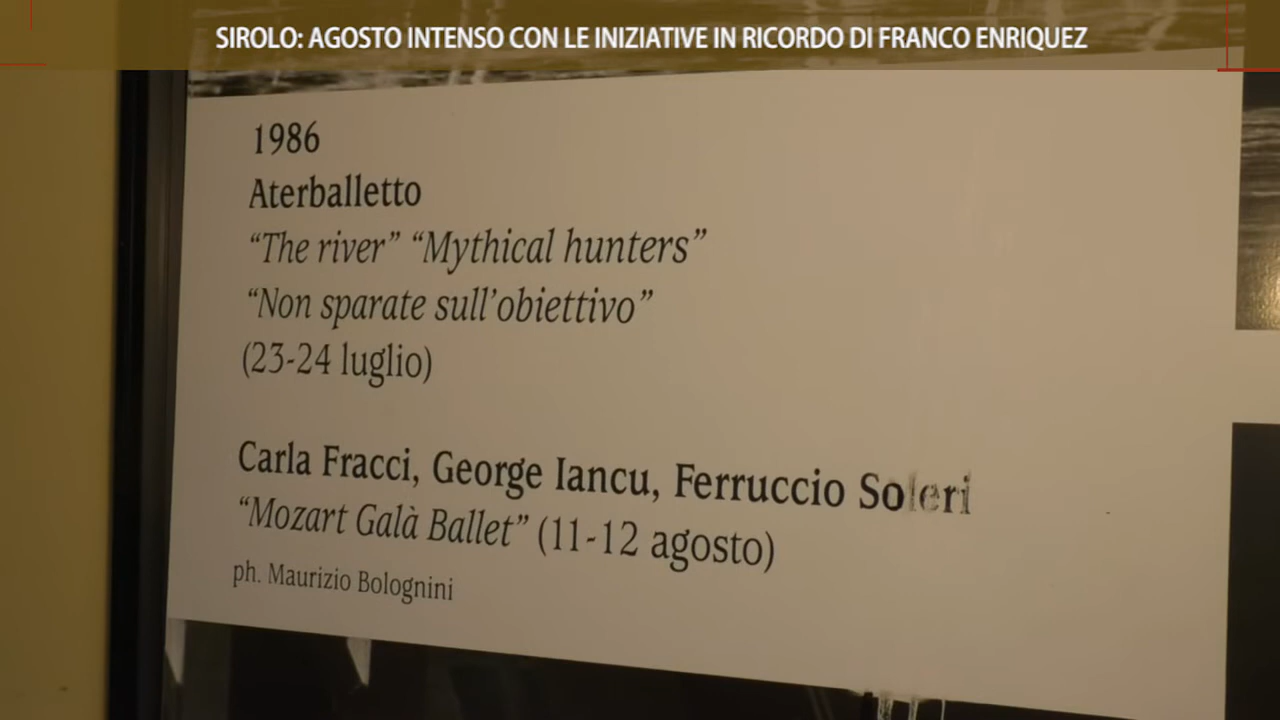 SIROLO: AGOSTO INTENSO CON LE INIZIATIVE IN RICORDO DI FRANCO ENRIQUEZ
1986
Aterballetto
“The river” “Mythical hunters”
“Non sparate sull’obiettivo”
(23-24 luglio)
Carla Fracci, George Iancu, Ferruccio Soleri
“Mozart Galà Ballet” (11-12 agosto)
ph. Maurizio Bolognini